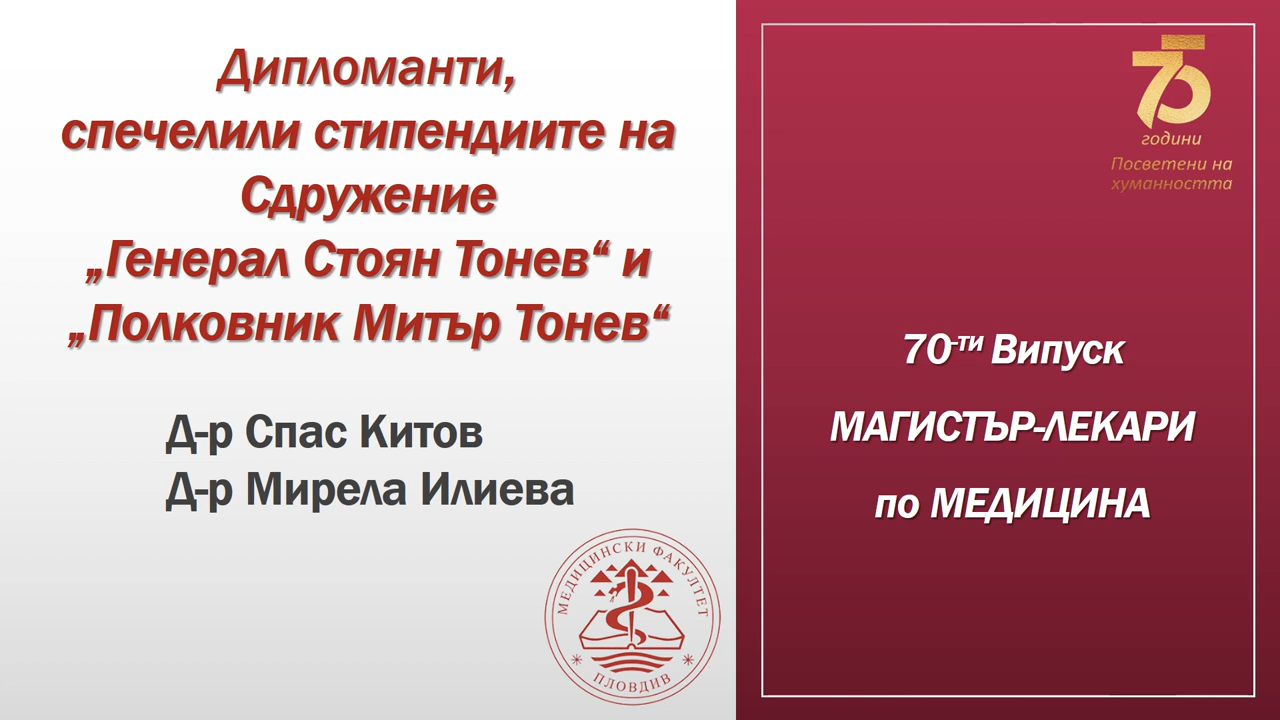 Дипломанти,
спечелили стипендиите на
Сдружение
„Генерал Стоян Тонев“ и
„Полковник Митър Тонев“
Д-р Спас Китов
Д-р Мирела Илиева
МЕДИЦИНСКИ ФАКУЛТЕТ
ПЛОВДИВ
75
години
Посветени на
хуманността
70-ти Випуск
МАГИСТЪР-ЛЕКАРИ
по МЕДИЦИНА